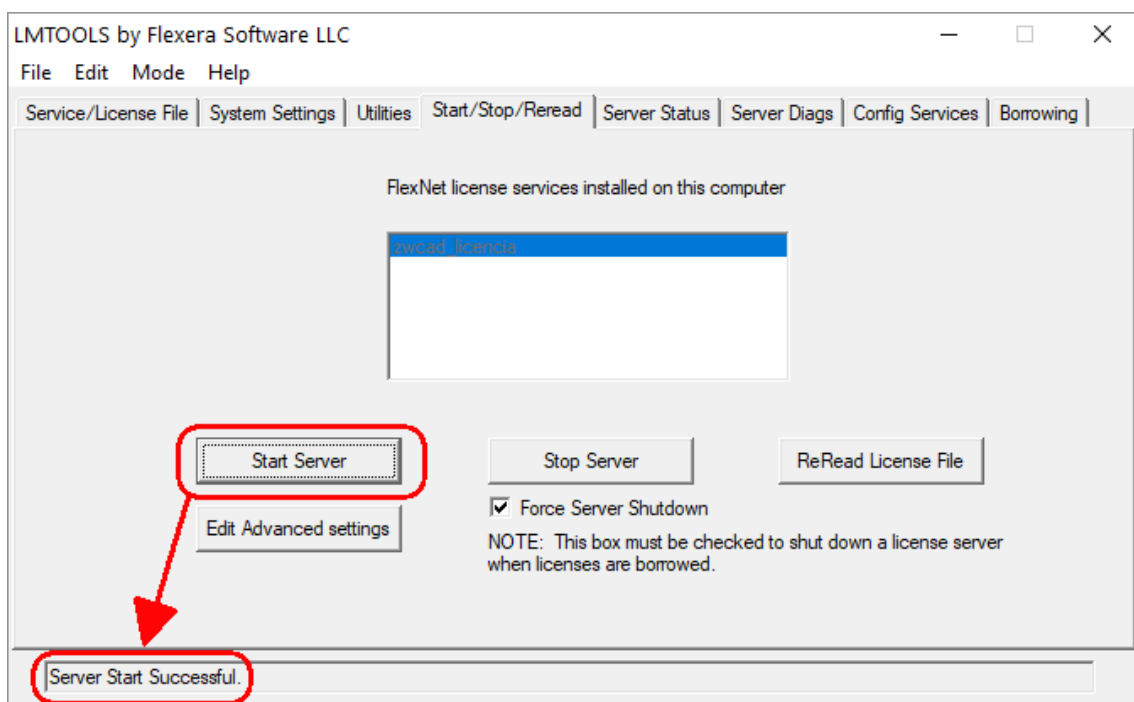 LMTOOLS by Flexera Software LLC
File Edit Mode Help
Service/License File System Settings Utilities Start/Stop/Reread Server Status Server Diags Config Services Borrowing
FlexNet license services installed on this computer
zwcad_licencia
Start Server Stop Server ReRead License File
Edit Advanced settings
Force Server Shutdown
NOTE: This box must be checked to shut down a license server
when licenses are borrowed.
Server Start Successful.